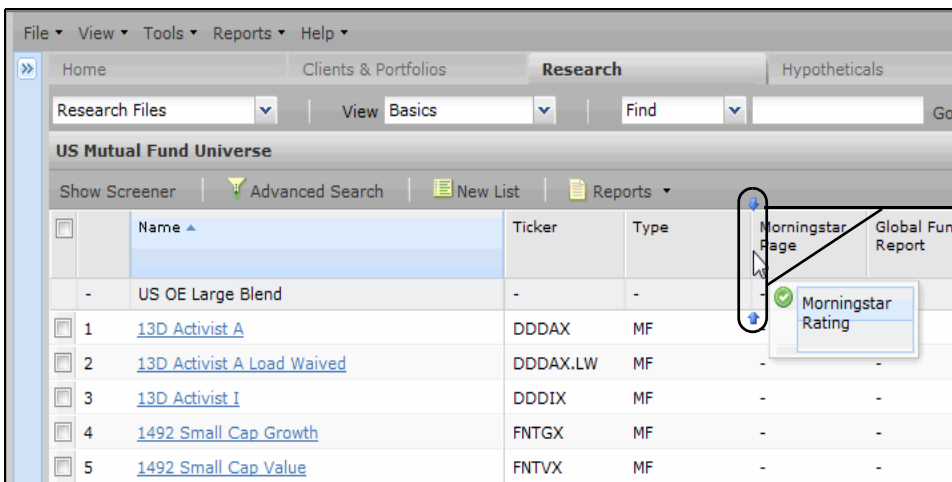 File View Tools Reports Help
Home Clients & Portfolios Research Hypotheticals
Research Files View Basics Find Go
US Mutual Fund Universe
Show Screener Advanced Search New List Reports
Name Ticker Type Morningstar Global Fun
Page Report
- US OE Large Blend - - -
Morningstar
Rating
1 13D Activist A DDDAX MF -
2 13D Activist A Load Waived DDDAX.LW MF - -
3 13D Activist I DDDIX MF - -
4 1492 Small Cap Growth FNTGX MF - -
5 1492 Small Cap Value FNTVX MF - -